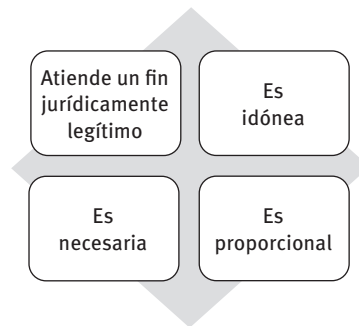 Atiende un fin
jurídicamente
legítimo
Es
idónea
Es
necesaria
Es
proporcional